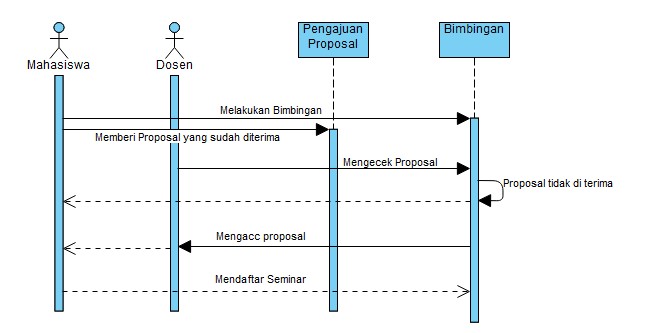 Pengajuan
Proposal
Bimbingan
Mahasiswa
Dosen
Melakukan Bimbingan
Memberi Proposal yang sudah diterima
Mengecek Proposal
Proposal tidak di terima
Mengacc proposal
Mendaftar Seminar